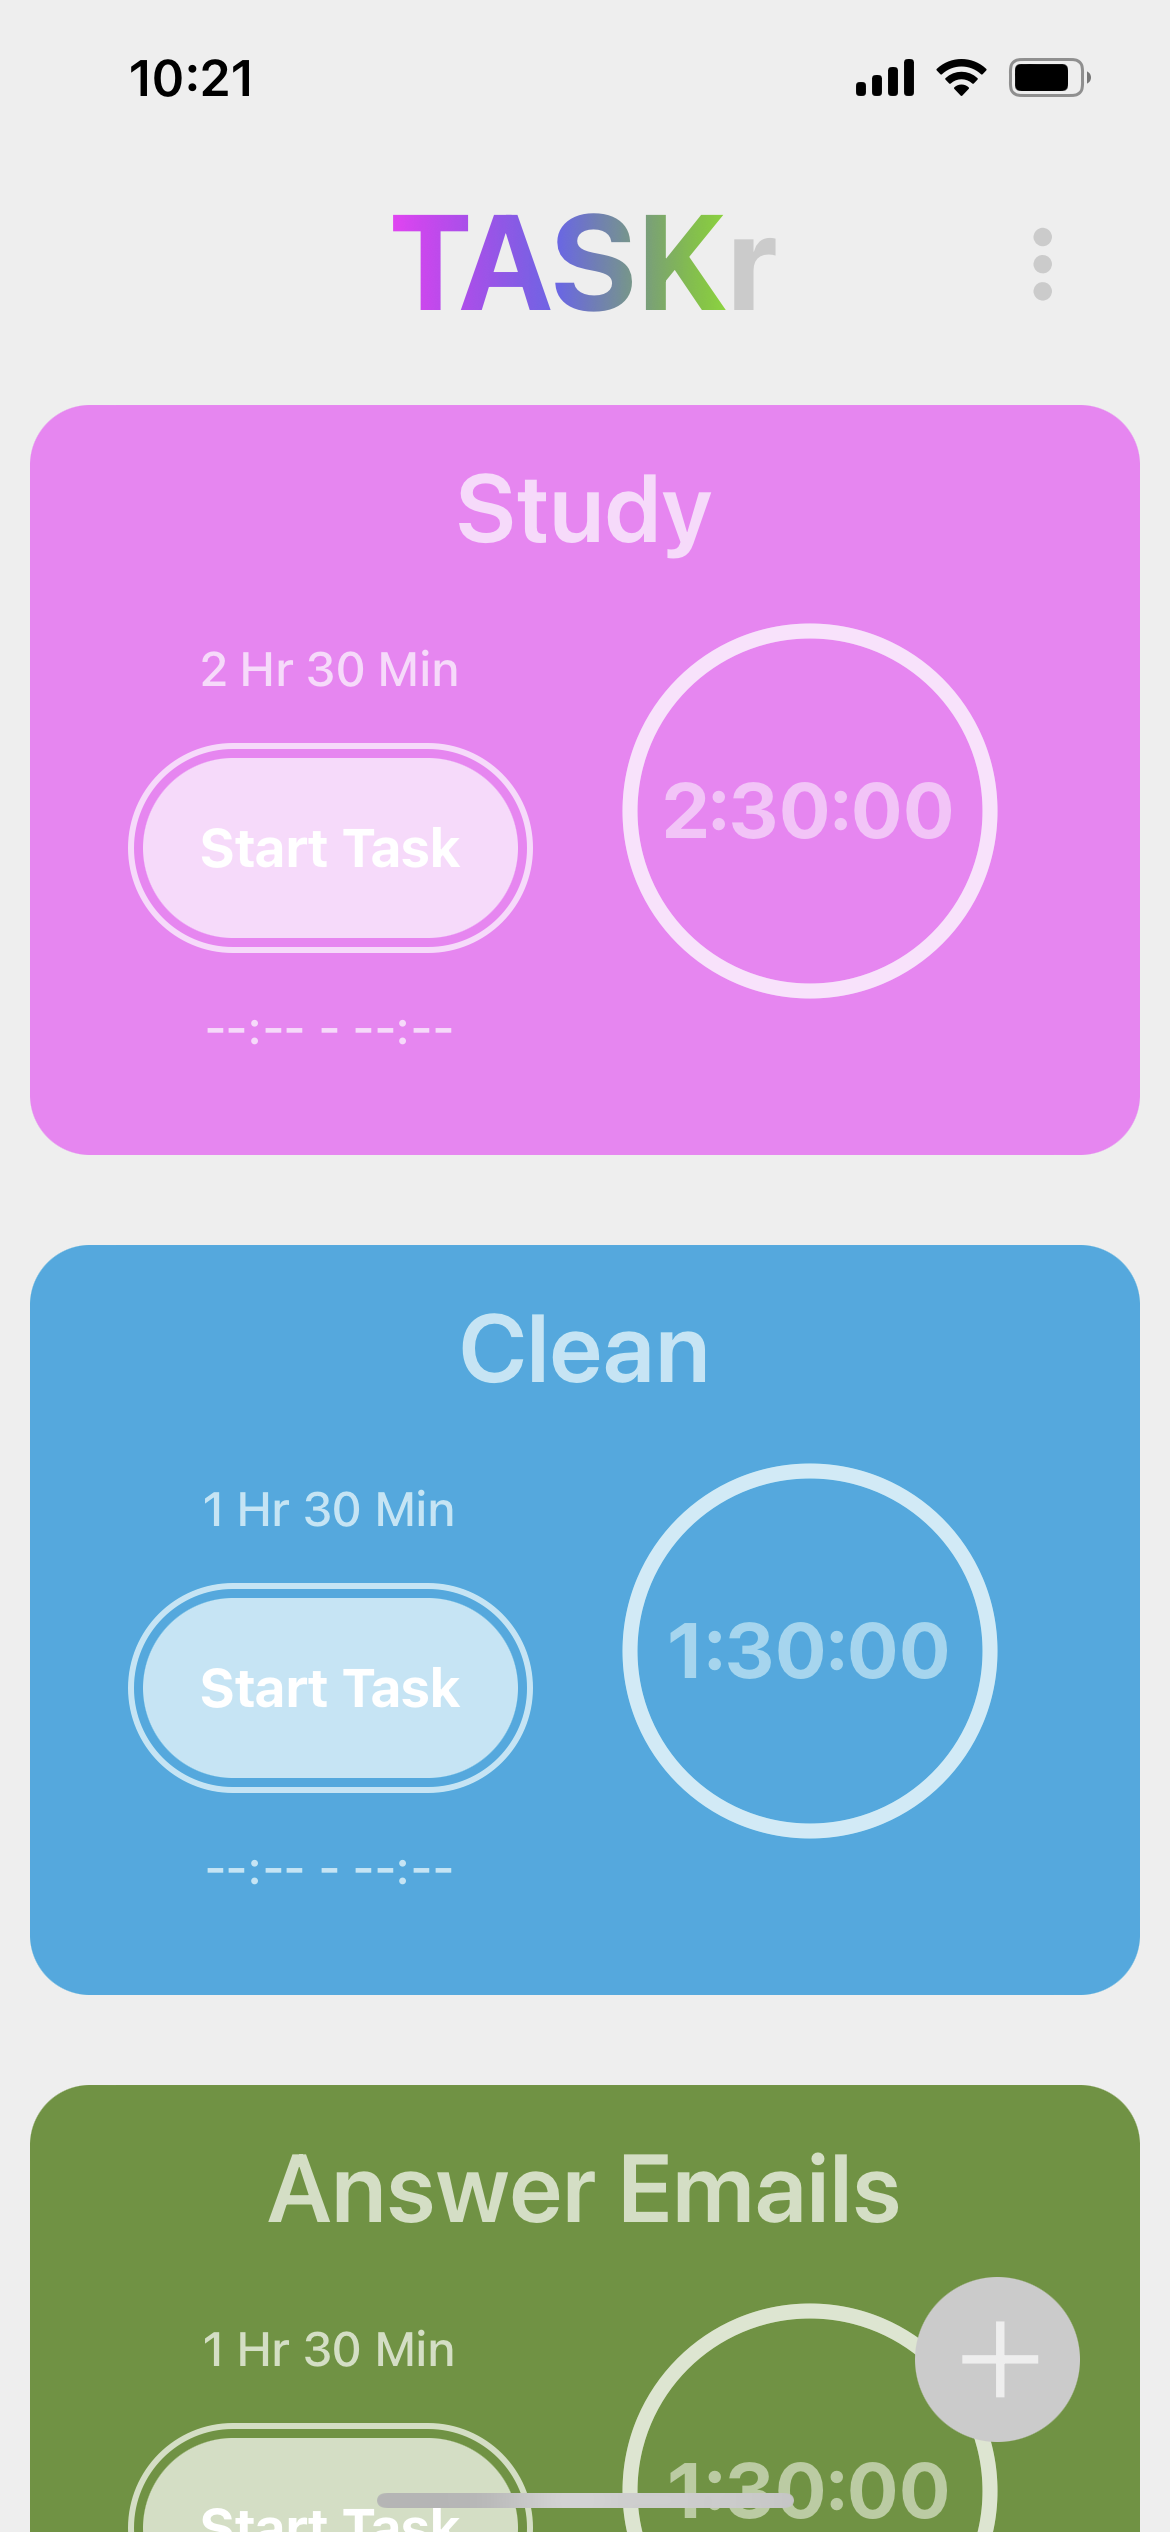 10:21
TASKr
Study
2 Hr 30 Min
2:30:00
Start Task
--:-- - --:--
Clean
1 Hr 30 Min
1:30:00
Start Task
--:-- - --:--
Answer Emails
1 Hr 30 Min
1:30:00
Start Task